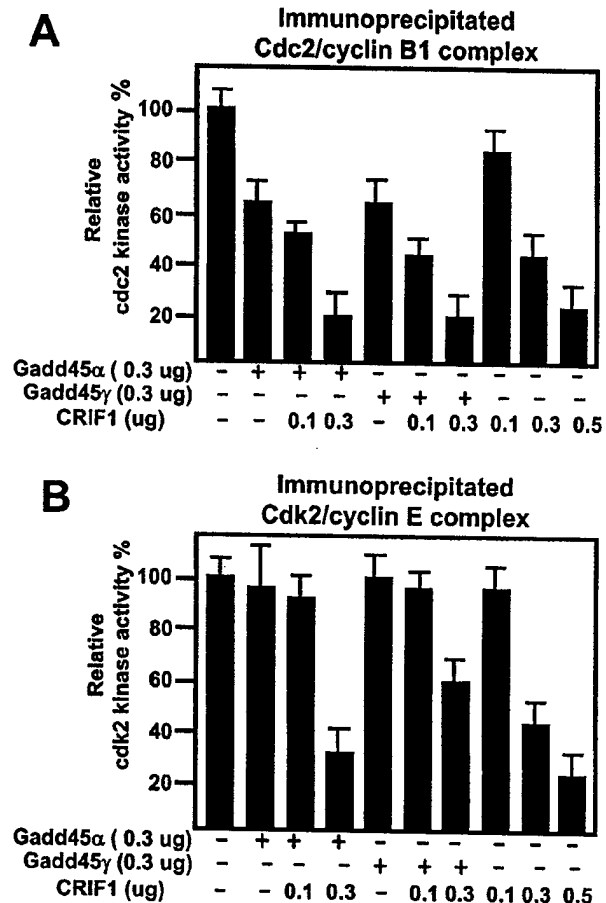 A
Immunoprecipitated
Cdc2/cyclin B1 complex
Relative
cdc2 kinase activity %
100
80
60
40
20
Gadd45α ( 0.3 ug) – + + + – – – – – –
Gadd45γ (0.3 ug) – – – – + + + – – –
CRIF1 (ug) – – 0.1 0.3 – 0.1 0.3 0.1 0.3 0.5
B
Immunoprecipitated
Cdk2/cyclin E complex
Relative
cdk2 kinase activity %
100
80
60
40
20
Gadd45α ( 0.3 ug) – + + + – – – – – –
Gadd45γ (0.3 ug) – – – – + + + – – –
CRIF1 (ug) – – 0.1 0.3 – 0.1 0.3 0.1 0.3 0.5